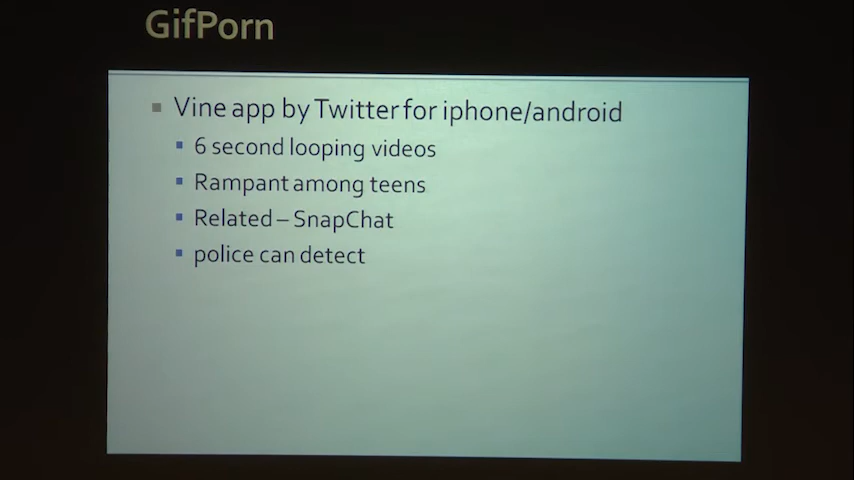 GifPorn
Vine app by Twitter for iphone/android
6 second looping videos
Rampant among teens
Related – SnapChat
police can detect